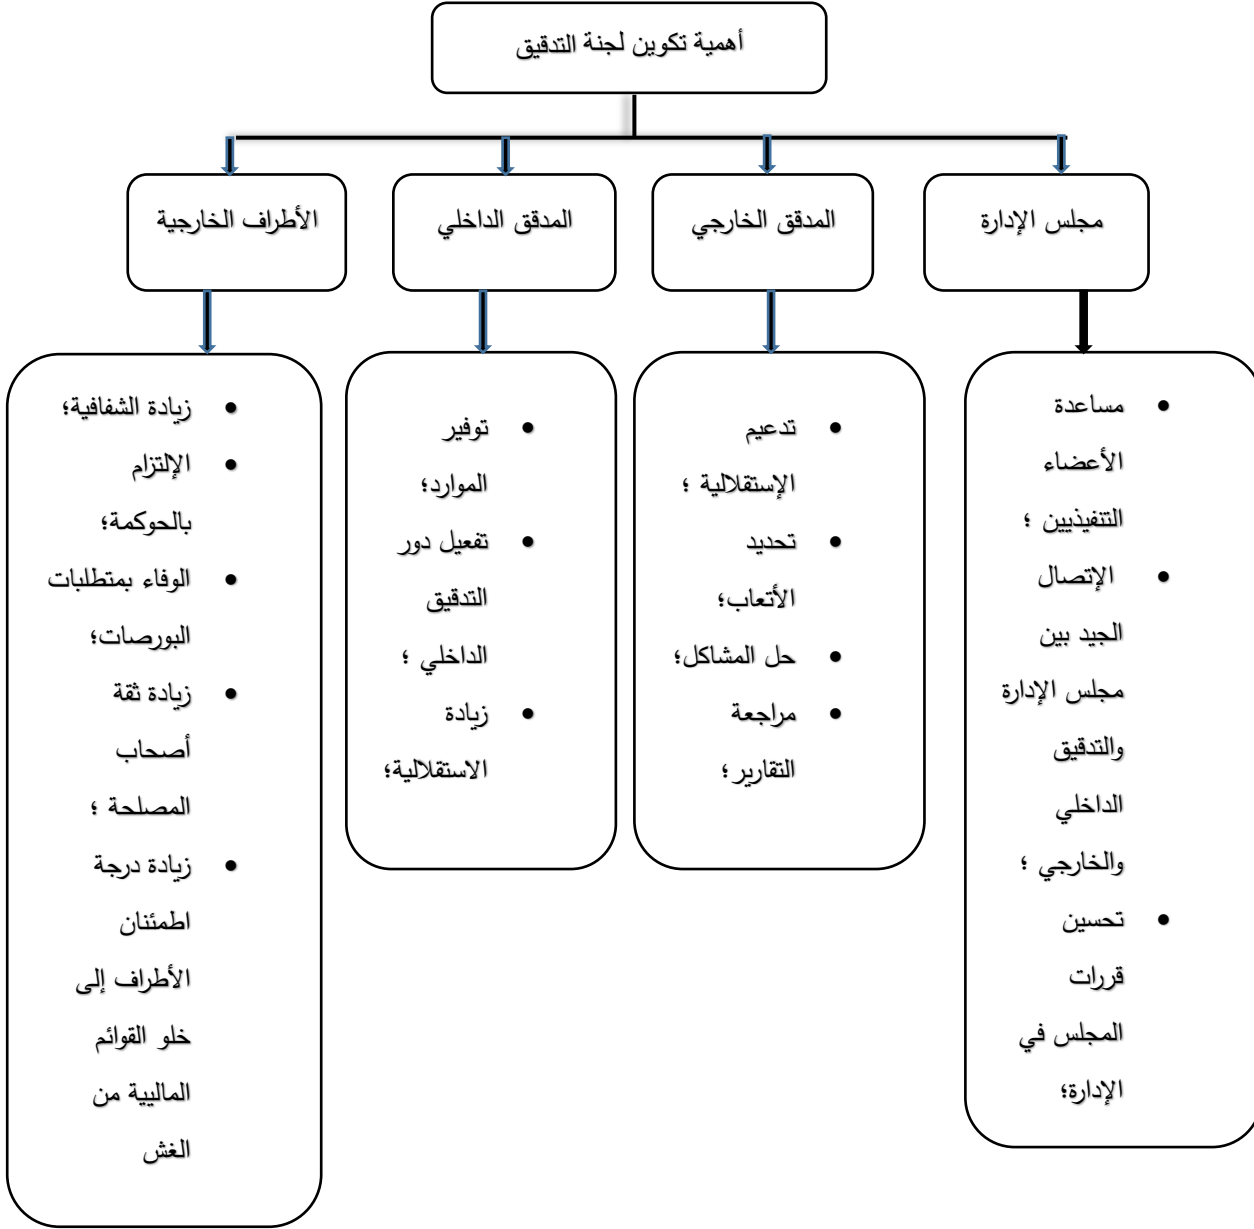 أهمية تكوين لجنة التدقيق
مجلس الإدارة
المدقق الخارجي
المدقق الداخلي
الأطراف الخارجية
• مساعدة
الأعضاء
التنفيذيين ؛
• الإتصال
الجيد بين
مجلس الإدارة
والتدقيق
الداخلي
والخارجي ؛
• تحسين
قررات
المجلس في
الإدارة؛
• تدعيم
الإستقلالية ؛
• تحديد
الأتعاب؛
• حل المشاكل؛
• مراجعة
التقارير؛
• توفير
الموارد؛
• تفعيل دور
التدقيق
الداخلي ؛
• زيادة
الاستقلالية؛
• زيادة الشفافية؛
• الإلتزام
بالحوكمة؛
• الوفاء بمتطلبات
البورصات؛
• زيادة ثقة
أصحاب
المصلحة ؛
• زيادة درجة
اطمئنان
الأطراف إلى
خلو القوائم
الماليية من
الغش